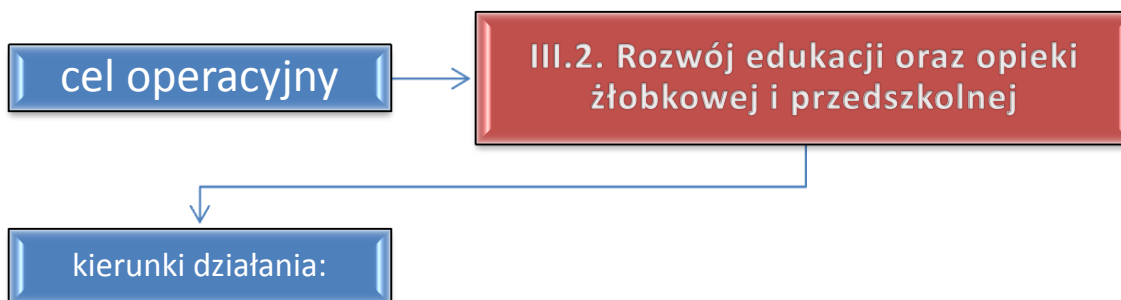 cel operacyjny
III.2. Rozwój edukacji oraz opieki
żłobkowej i przedszkolnej
kierunki działania: